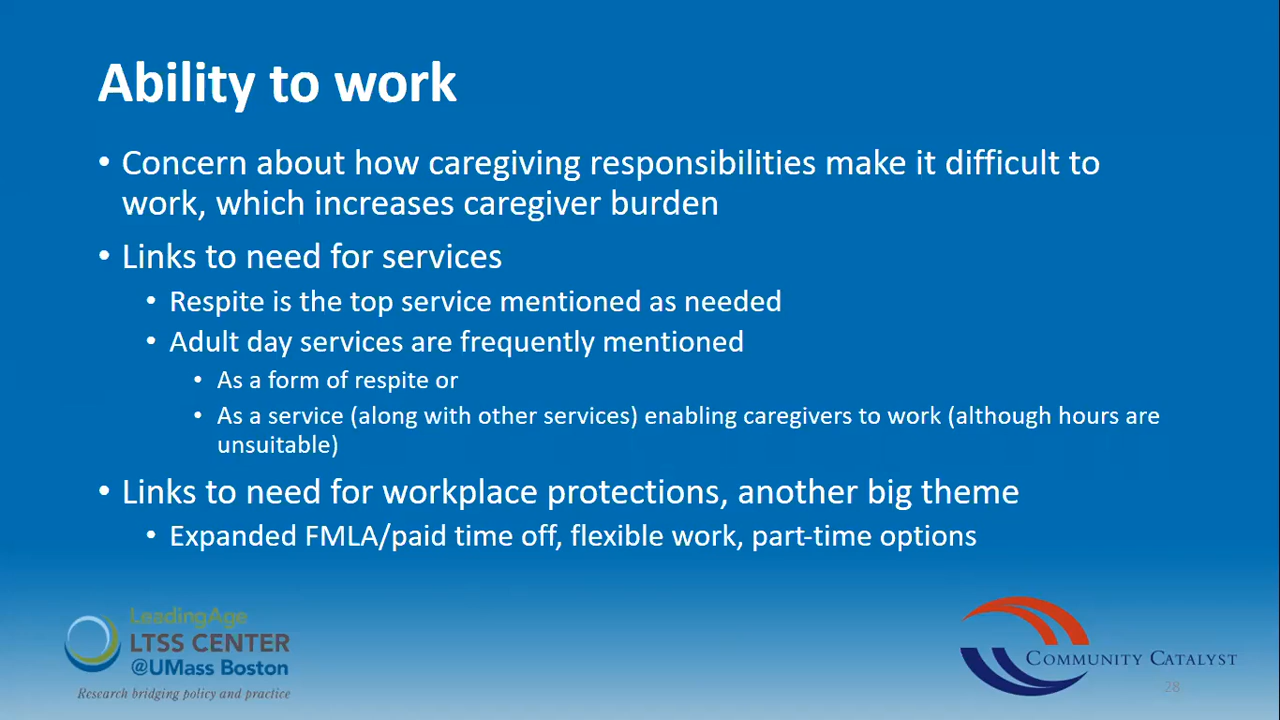 Ability to work
• Concern about how caregiving responsibilities make it difficult to
work, which increases caregiver burden
• Links to need for services
• Respite is the top service mentioned as needed
• Adult day services are frequently mentioned
• As a form of respite or
• As a service (along with other services) enabling caregivers to work (although hours are
unsuitable)
• Links to need for workplace protections, another big theme
• Expanded FMLA/paid time off, flexible work, part-time options
LeadingAge
LTSS CENTER
@UMass Boston
Research bridging policy and practice
COMMUNITY CATALYST
28